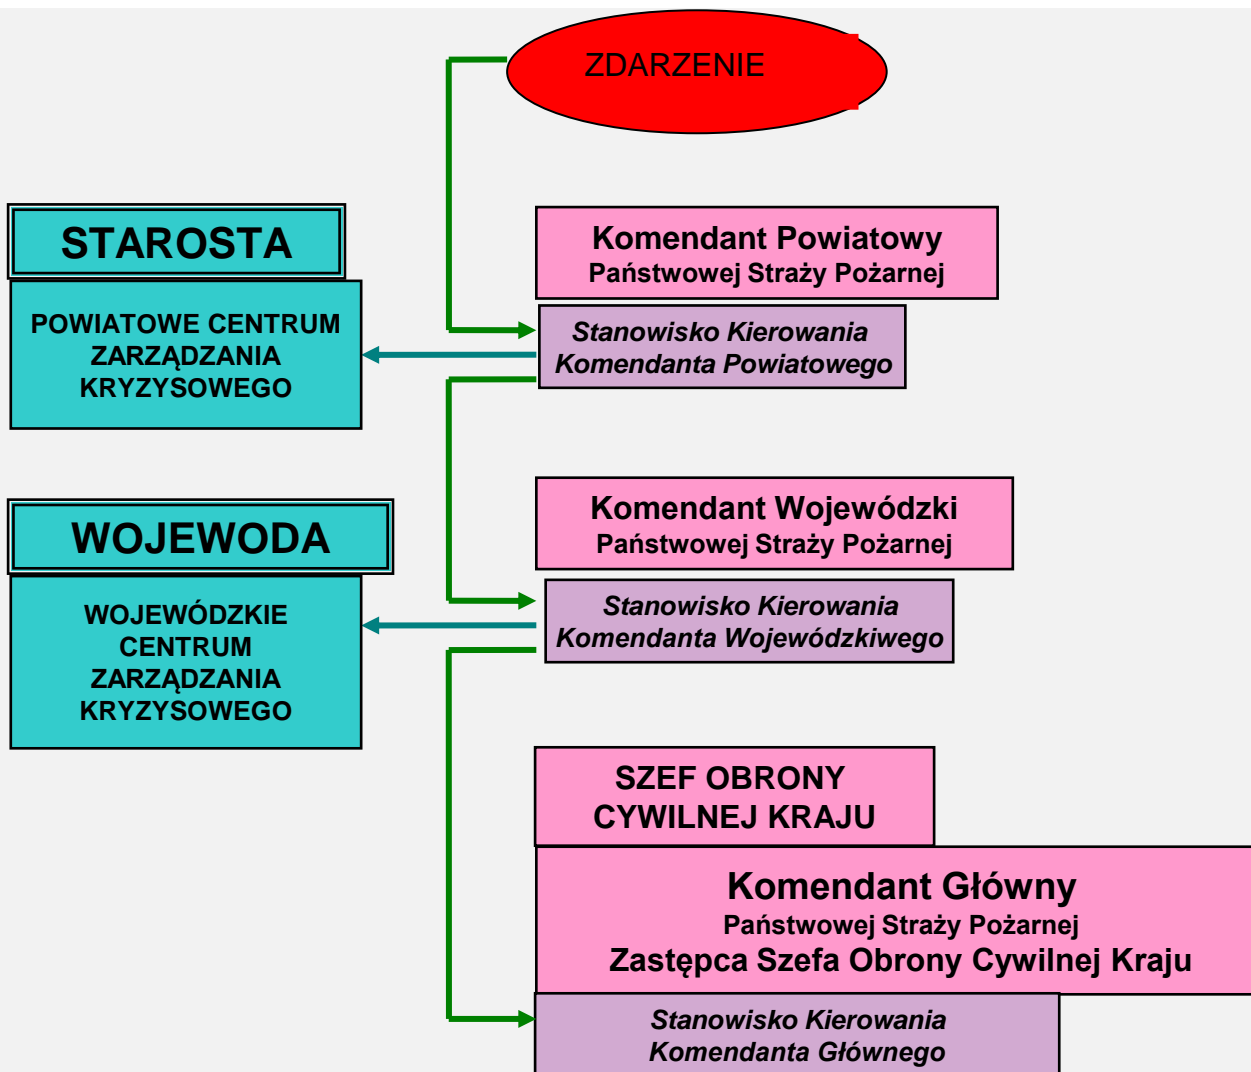 ZDARZENIE
STAROSTA
POWIATOWE CENTRUM
ZARZĄDZANIA
KRYZYSOWEGO
Komendant Powiatowy
Państwowej Straży Pożarnej
Stanowisko Kierowania
Komendanta Powiatowego
WOJEWODA
WOJEWÓDZKIE
CENTRUM
ZARZĄDZANIA
KRYZYSOWEGO
Komendant Wojewódzki
Państwowej Straży Pożarnej
Stanowisko Kierowania
Komendanta Wojewódzkiwego
SZEF OBRONY
CYWILNEJ KRAJU
Komendant Główny
Państwowej Straży Pożarnej
Zastępca Szefa Obrony Cywilnej Kraju
Stanowisko Kierowania
Komendanta Głównego